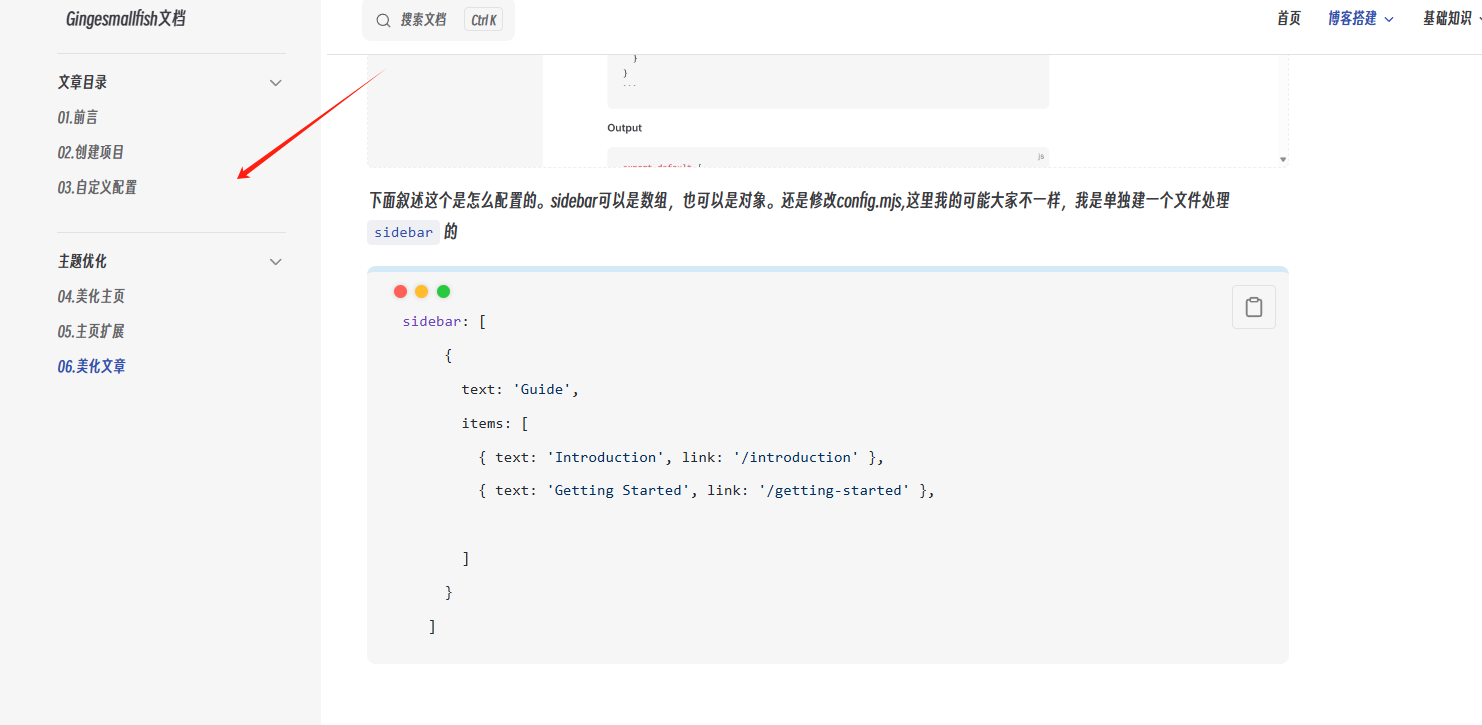 Gingesmallfish文档
搜索文档
Ctrl K
首页
博客搭建
基础知识
文章目录
01.前言
02.创建项目
03.自定义配置
主题优化
04.美化主页
05.主页扩展
06.美化文章
}
}
```
Output
js
下面叙述这个是怎么配置的。sidebar可以是数组，也可以是对象。还是修改config.mjs,这里我的可能大家不一样，我是单独建一个文件处理
sidebar 的
sidebar: [
{
text: 'Guide',
items: [
{ text: 'Introduction', link: '/introduction' },
{ text: 'Getting Started', link: '/getting-started' },
]
}
]